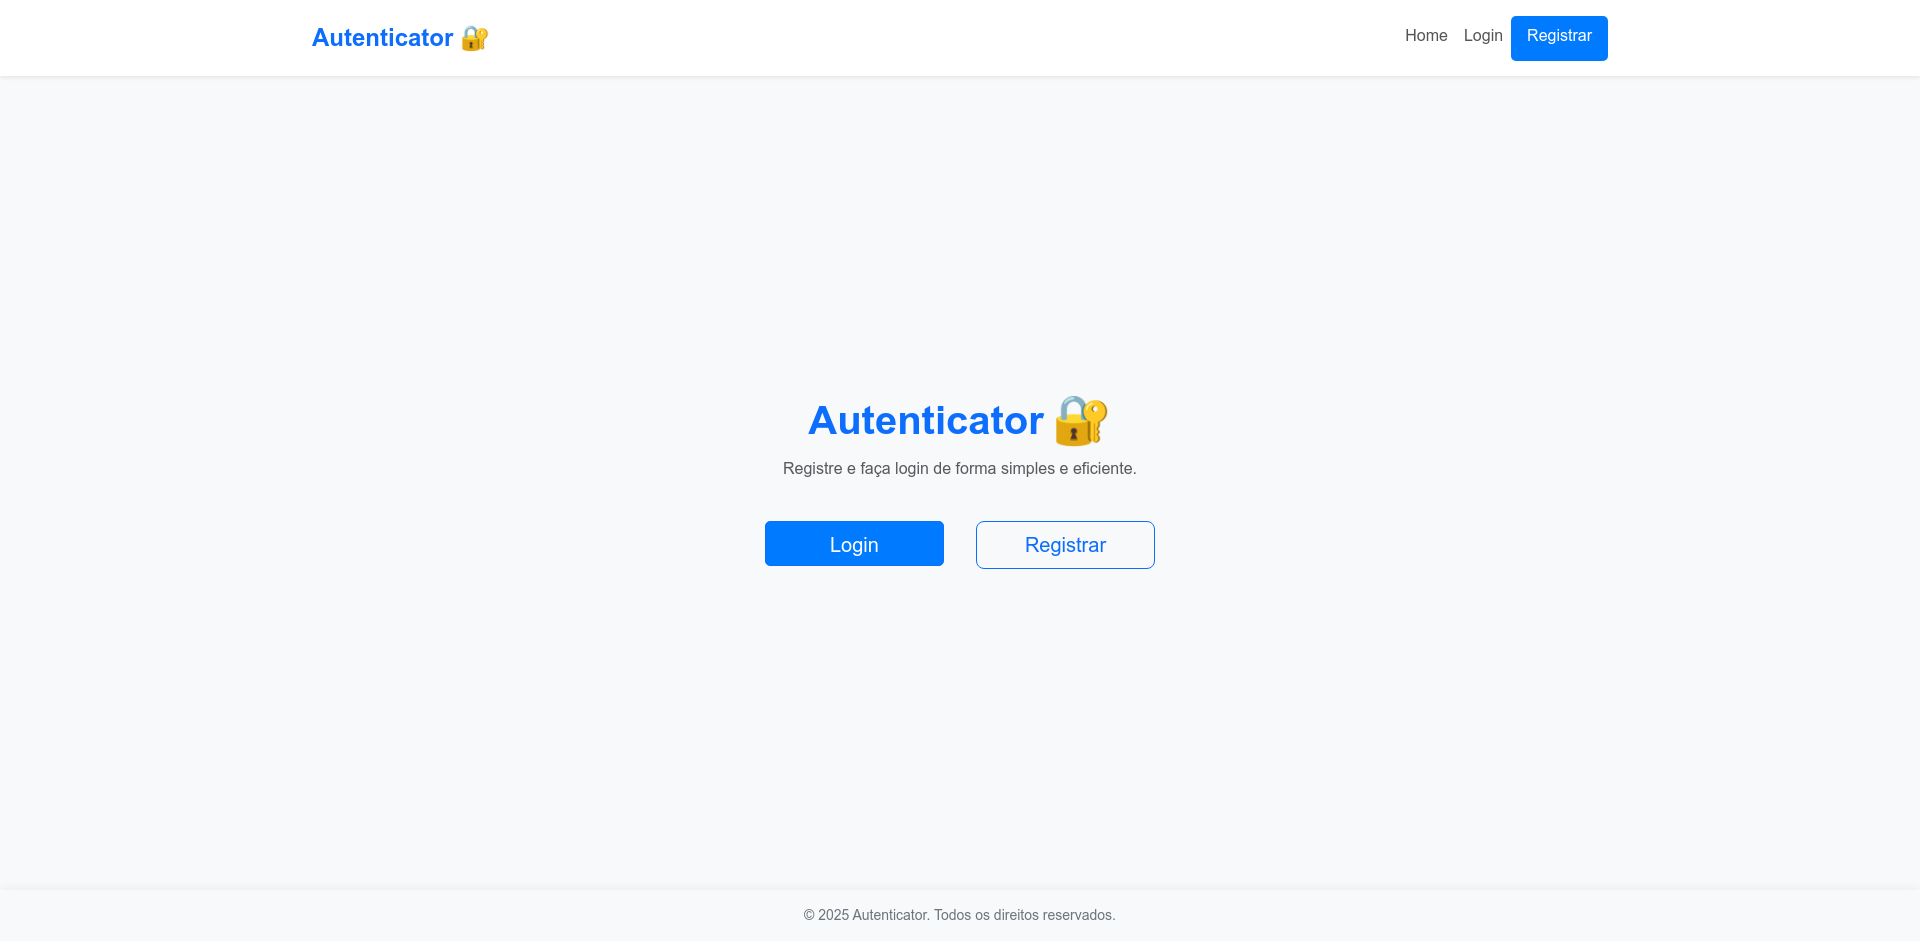 Autenticator 🔐
Home Login Registrar
Autenticator 🔐
Registre e faça login de forma simples e eficiente.
Login Registrar
© 2025 Autenticator. Todos os direitos reservados.